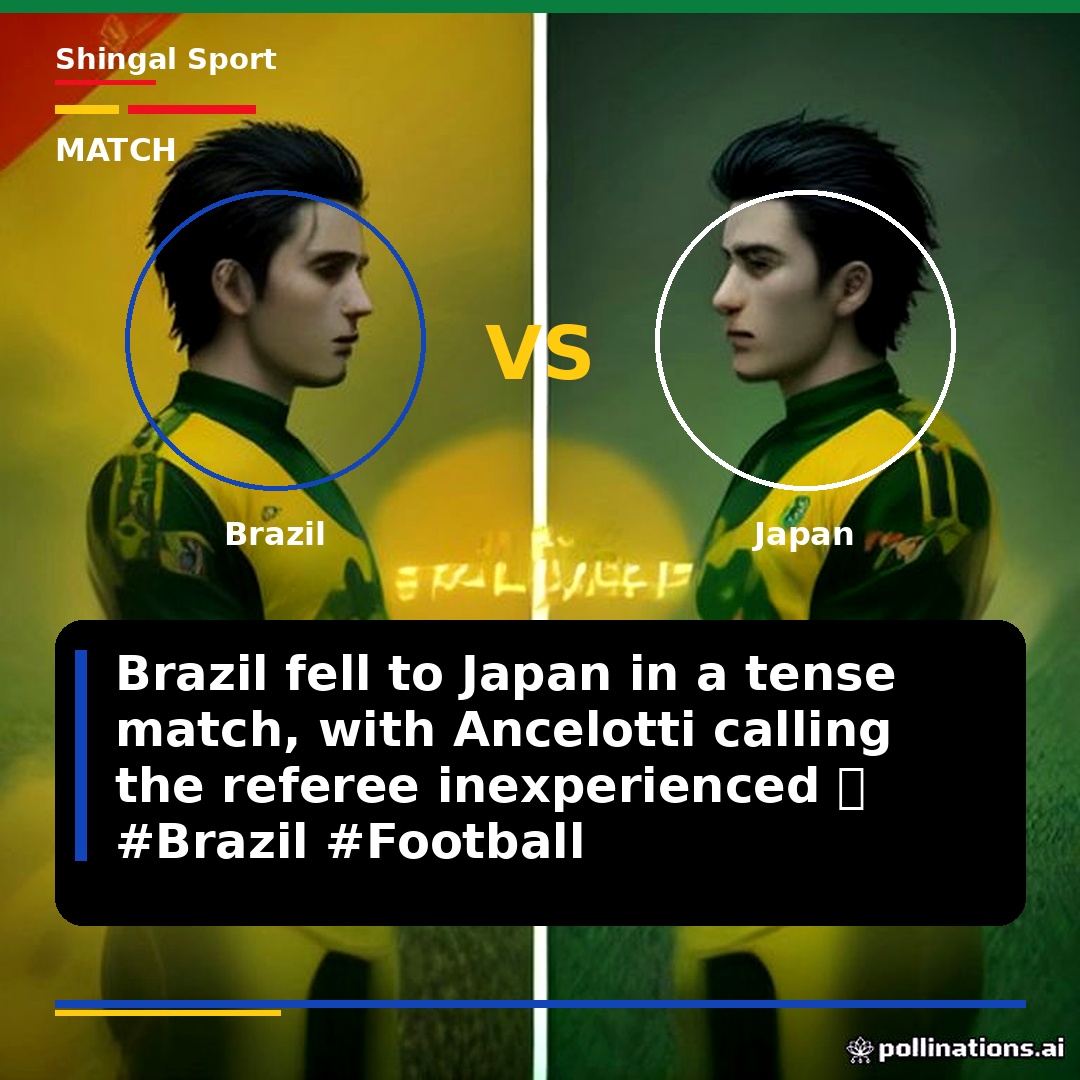 Shingal Sport
MATCH
VS
Brazil
Japan
Brazil fell to Japan in a tense
match, with Ancelotti calling
the referee inexperienced
#Brazil #Football
pollinations.ai